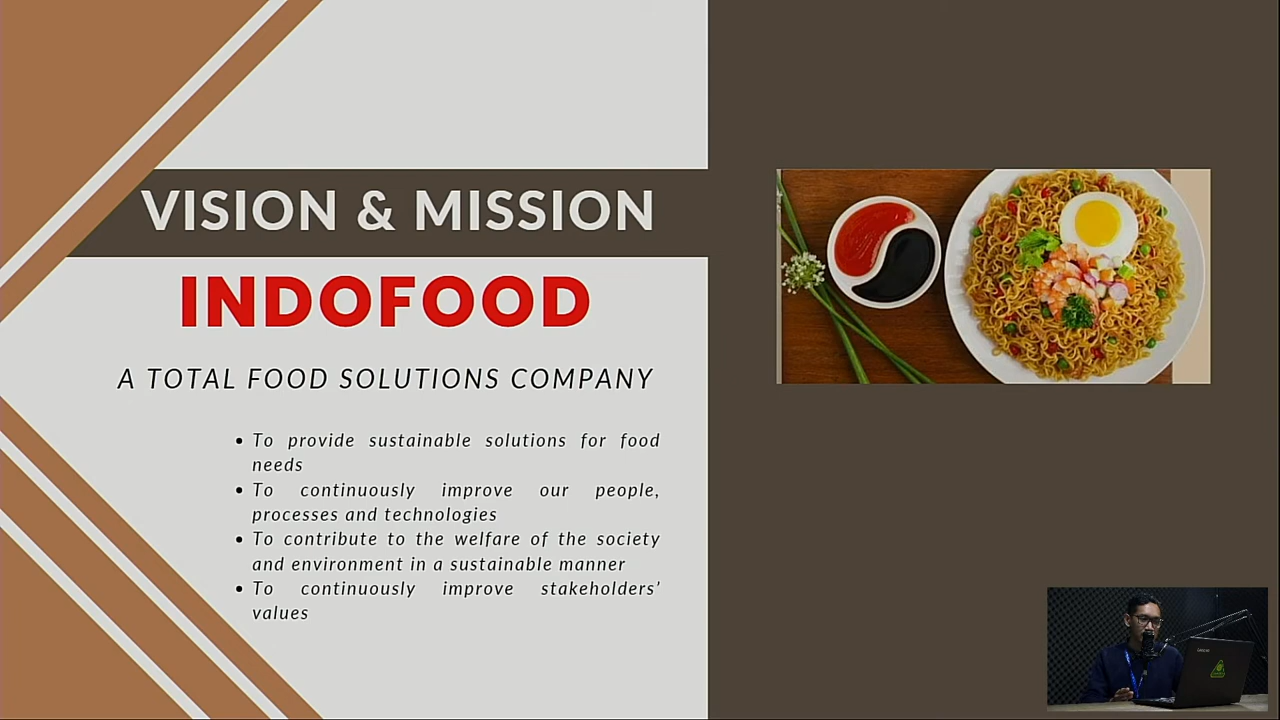 VISION & MISSION
INDOFOOD
A TOTAL FOOD SOLUTIONS COMPANY
• To provide sustainable solutions for food
needs
• To continuously improve our people,
processes and technologies
• To contribute to the welfare of the society
and environment in a sustainable manner
• To continuously improve stakeholders’
values